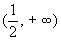 (1/2, +∞)